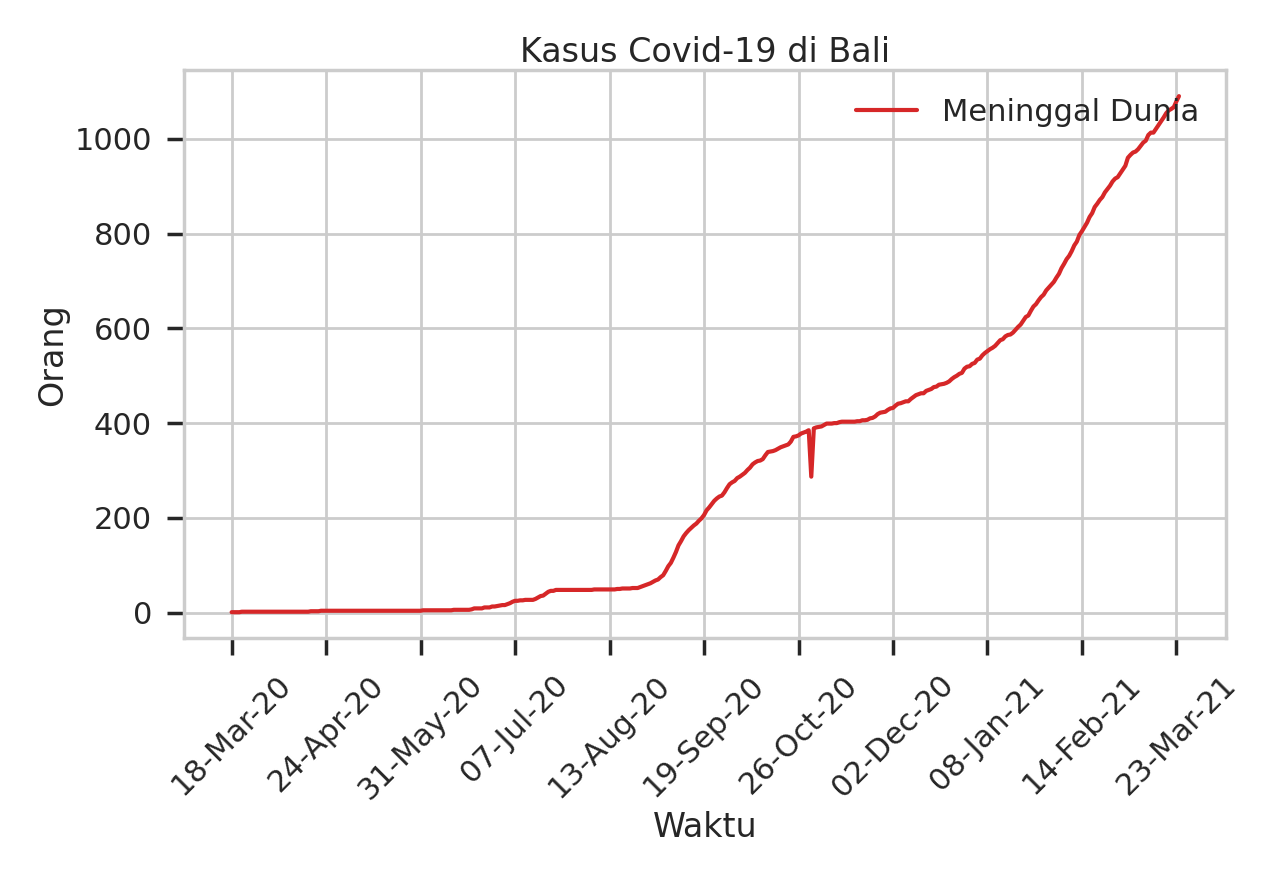 Kasus Covid-19 di Bali
Meninggal Dunia
Orang
1000
800
600
400
200
0
18-Mar-20
24-Apr-20
31-May-20
07-Jul-20
13-Aug-20
19-Sep-20
26-Oct-20
02-Dec-20
08-Jan-21
14-Feb-21
23-Mar-21
Waktu